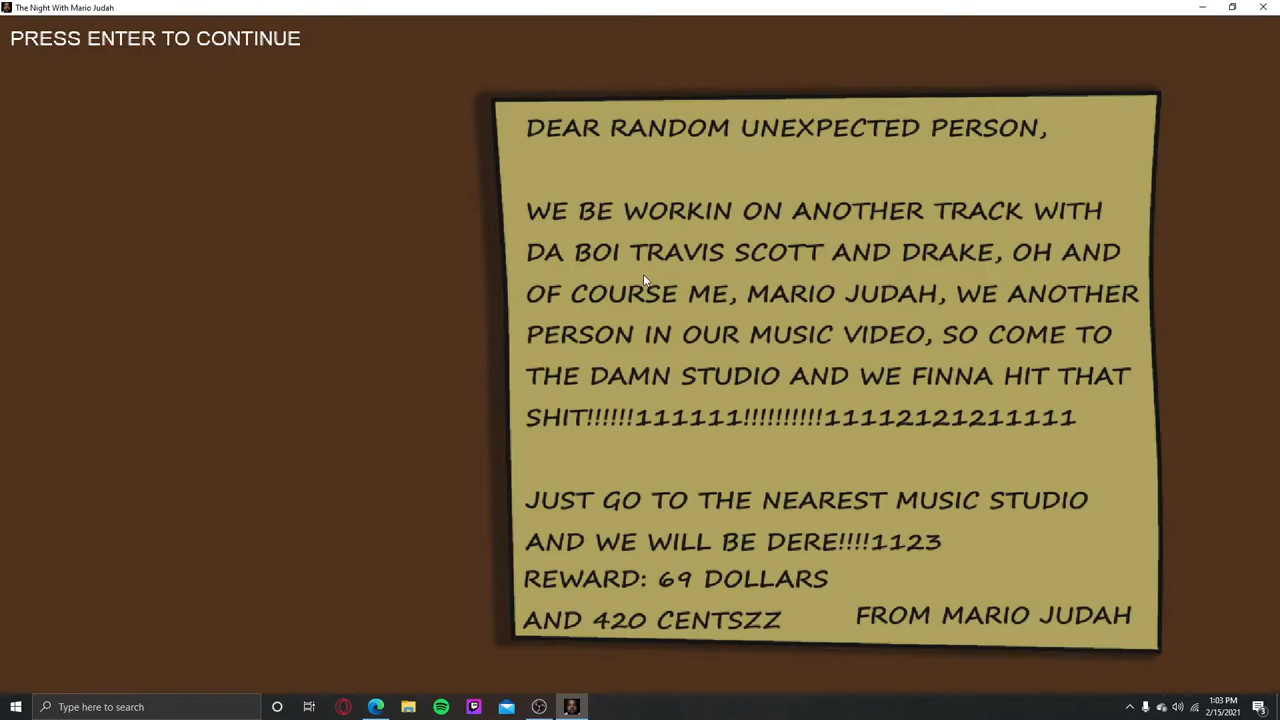 The Night With Mario Judah
PRESS ENTER TO CONTINUE
DEAR RANDOM UNEXPECTED PERSON,
WE BE WORKIN ON ANOTHER TRACK WITH
DA BOI TRAVIS SCOTT AND DRAKE, OH AND
OF COURSE ME, MARIO JUDAH, WE ANOTHER
PERSON IN OUR MUSIC VIDEO, SO COME TO
THE DAMN STUDIO AND WE FINNA HIT THAT
SHIT!!!!!!111111!!!!!!!!!!11112121211111
JUST GO TO THE NEAREST MUSIC STUDIO
AND WE WILL BE DERE!!!!1123
REWARD: 69 DOLLARS
AND 420 CENTSZZ
FROM MARIO JUDAH
Type here to search
1:03 PM
2/15/2021
3